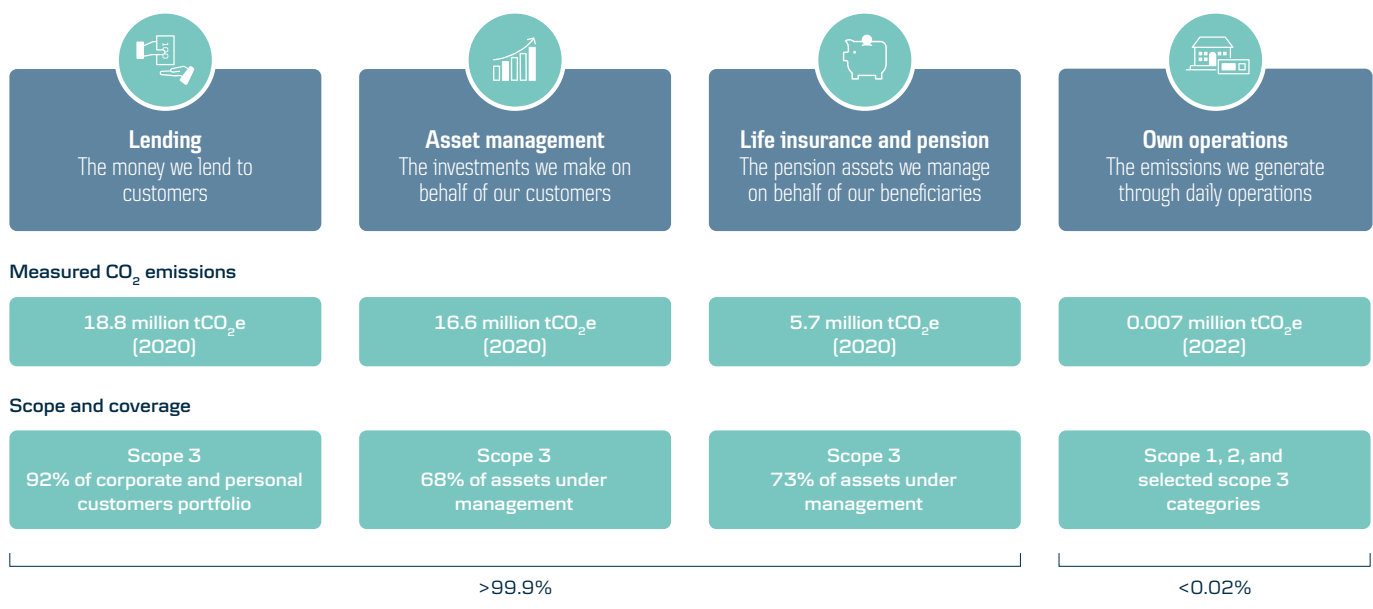 Lending
The money we lend to
customers
Asset management
The investments we make on
behalf of our customers
Life insurance and pension
The pension assets we manage
on behalf of our beneficiaries
Own operations
The emissions we generate
through daily operations
Measured CO₂ emissions
18.8 million tCO₂e
(2020)
16.6 million tCO₂e
(2020)
5.7 million tCO₂e
(2020)
0.007 million tCO₂e
(2022)
Scope and coverage
Scope 3
92% of corporate and personal
customers portfolio
Scope 3
68% of assets under
management
Scope 3
73% of assets under
management
Scope 1, 2, and
selected scope 3
categories
>99.9%
<0.02%